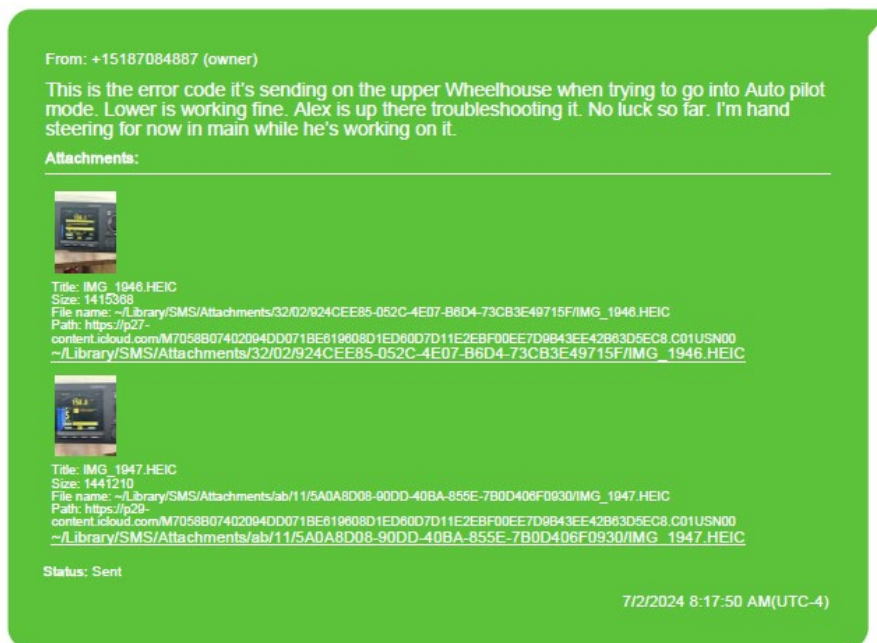 From: +15187084887 (owner)
This is the error code it's sending on the upper Wheelhouse when trying to go into Auto pilot
mode. Lower is working fine. Alex is up there troubleshooting it. No luck so far. I'm hand
steering for now in main while he's working on it.
Attachments:
Title: IMG_1946.HEIC
Size: 1415368
File name: ~/Library/SMS/Attachments/32/02/924CEE85-052C-4E07-B6D4-73CB3E49715F/IMG_1946.HEIC
Path: https://p27-
content.icloud.com/M7058B07402094DD071BE619608D1ED60D7D11E2EBF00EE7D9B43EE42B63D5EC8.C01USN00
~/Library/SMS/Attachments/32/02/924CEE85-052C-4E07-B6D4-73CB3E49715F/IMG_1946.HEIC
Title: IMG_1947.HEIC
Size: 1441210
File name: ~/Library/SMS/Attachments/ab/11/5A0A8D08-90DD-40BA-855E-7B0D406F0930/IMG_1947.HEIC
Path: https://p29-
content.icloud.com/M7058B07402094DD071BE619608D1ED60D7D11E2EBF00EE7D9B43EE42B63D5EC8.C01USN00
~/Library/SMS/Attachments/ab/11/5A0A8D08-90DD-40BA-855E-7B0D406F0930/IMG_1947.HEIC
Status: Sent
7/2/2024 8:17:50 AM(UTC-4)